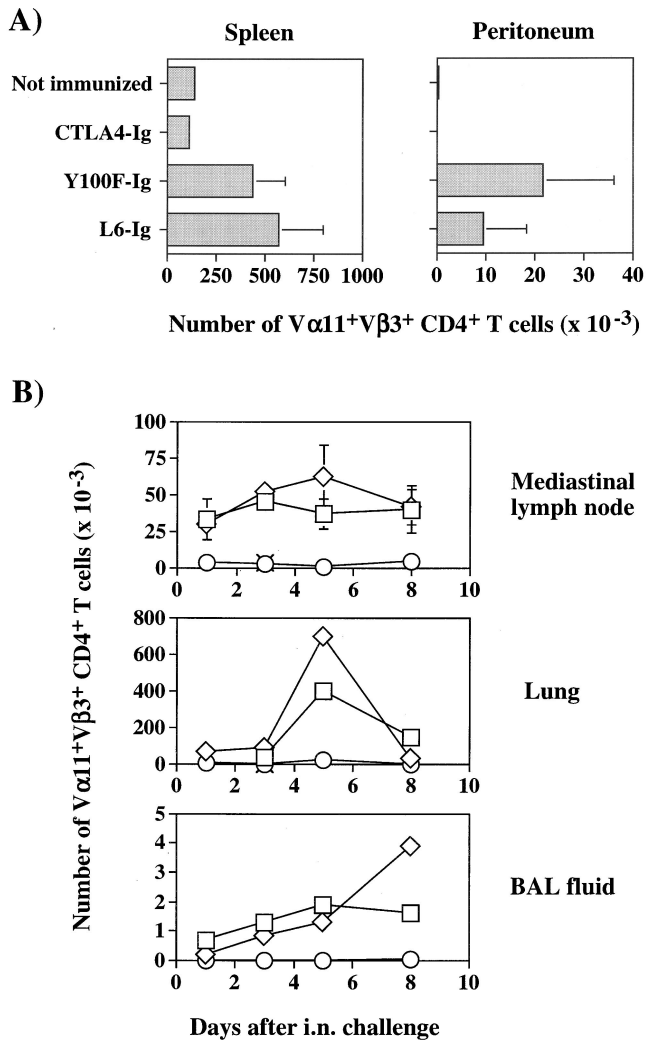 A)
Spleen
Peritoneum
Not immunized
CTLA4-Ig
Y100F-Ig
L6-Ig
0 250 500 750 1000
0 10 20 30 40
Number of Vα11+Vβ3+ CD4+ T cells (x 10-3)
B)
Number of Vα11+Vβ3+ CD4+ T cells (x 10-3)
100
75
50
25
0
0 2 4 6 8 10
Mediastinal
lymph node
800
600
400
200
0
0 2 4 6 8 10
Lung
5
4
3
2
1
0
0 2 4 6 8 10
BAL fluid
Days after i.n. challenge